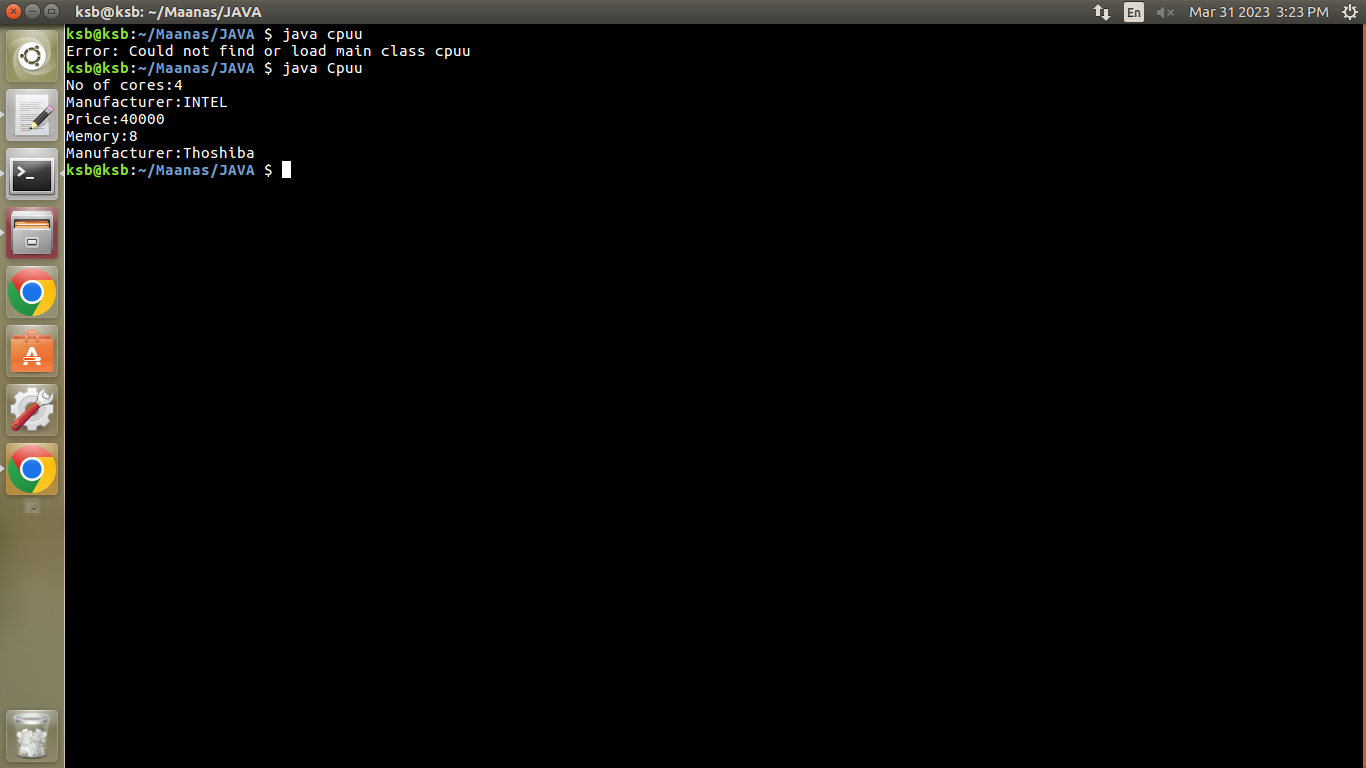 ksb@ksb: ~/Maanas/JAVA
En
Mar 31 2023 3:23 PM
ksb@ksb:~/Maanas/JAVA $ java cpuu
Error: Could not find or load main class cpuu
ksb@ksb:~/Maanas/JAVA $ java Cpuu
No of cores:4
Manufacturer:INTEL
Price:40000
Memory:8
Manufacturer:Thoshiba
ksb@ksb:~/Maanas/JAVA $